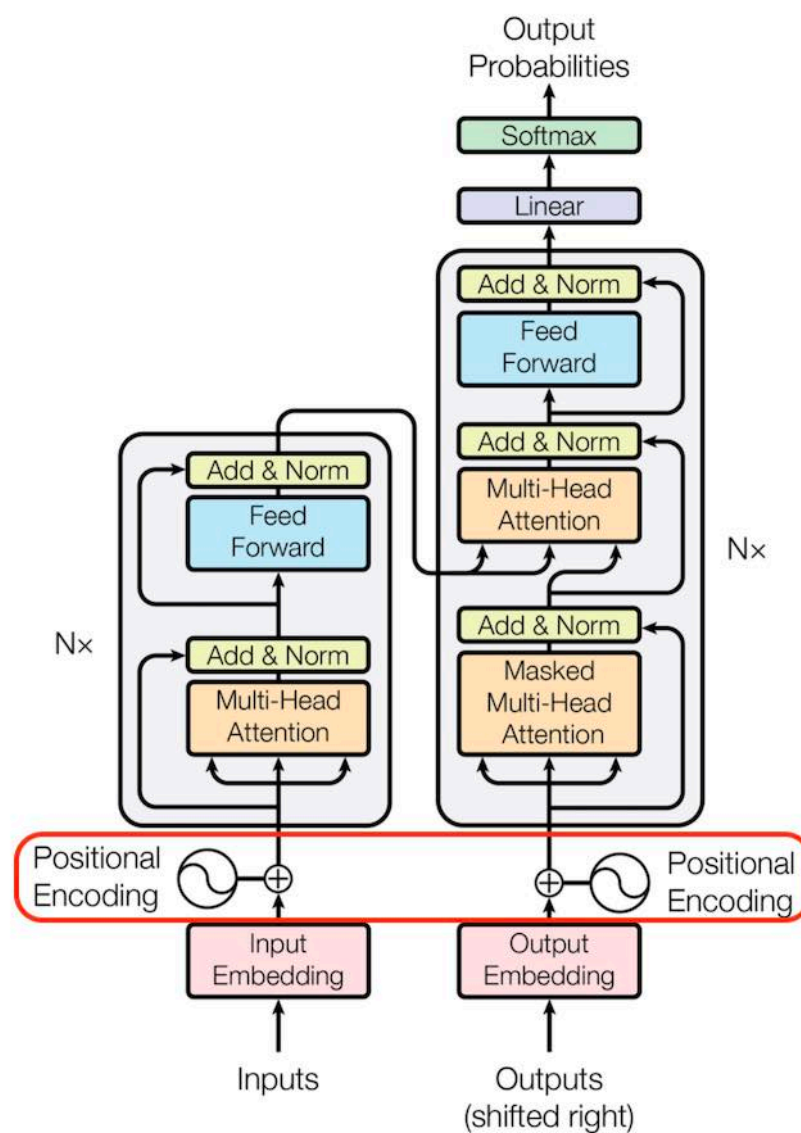 Output
Probabilities
Softmax
Linear
Add & Norm
Feed
Forward
Add & Norm
Multi-Head
Attention
Nx
Add & Norm
Masked
Multi-Head
Attention
Add & Norm
Feed
Forward
Nx
Add & Norm
Multi-Head
Attention
Positional
Encoding
Positional
Encoding
Input
Embedding
Output
Embedding
Inputs
Outputs
(shifted right)